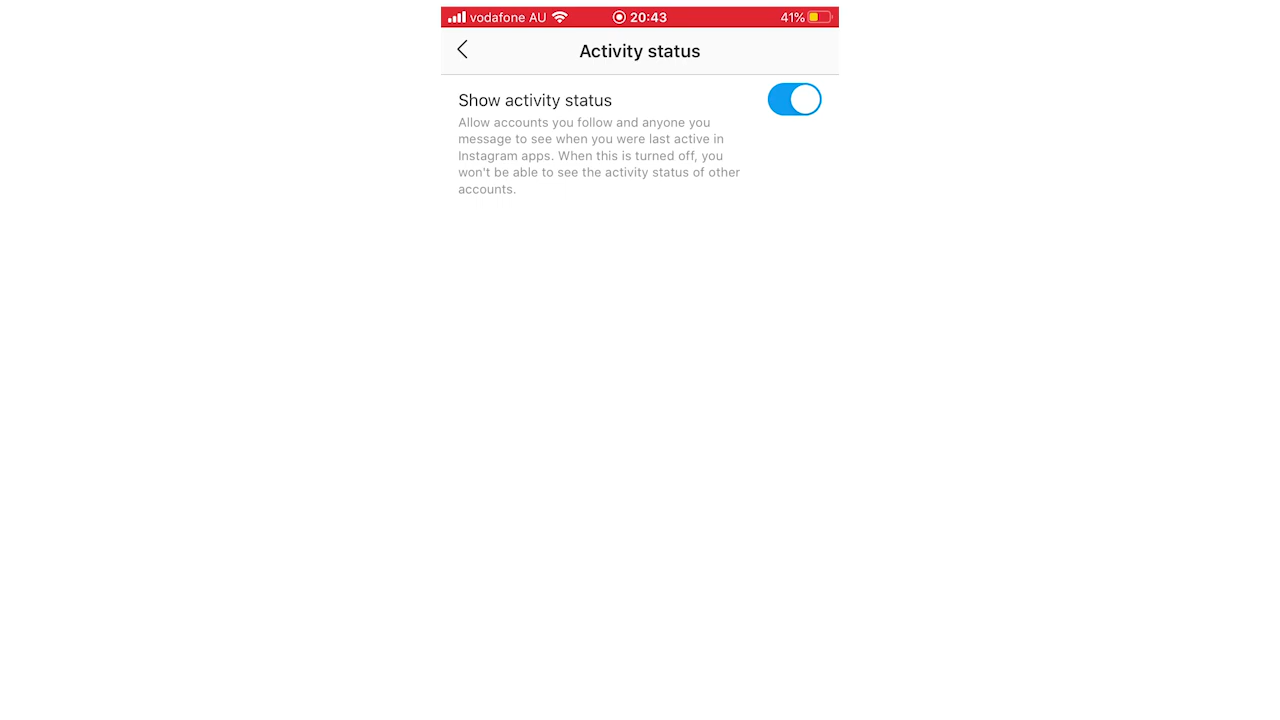 vodafone AU 20:43 41%
Activity status
Show activity status
Allow accounts you follow and anyone you
message to see when you were last active in
Instagram apps. When this is turned off, you
won't be able to see the activity status of other
accounts.